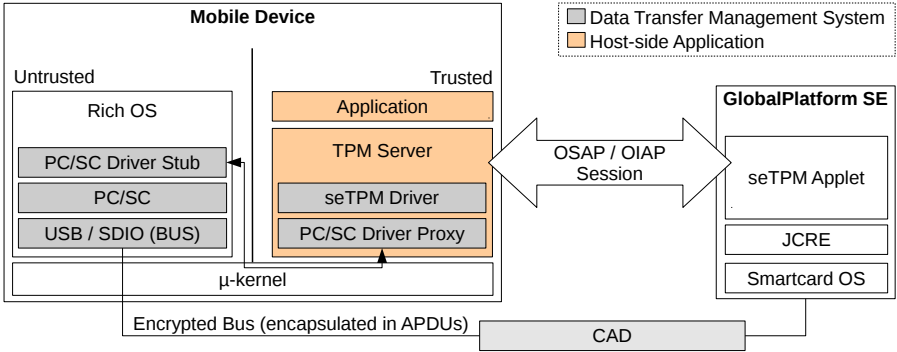 Mobile Device
Data Transfer Management System
Host-side Application
Untrusted
Trusted
Rich OS
PC/SC Driver Stub
PC/SC
USB / SDIO (BUS)
Application
TPM Server
seTPM Driver
PC/SC Driver Proxy
µ-kernel
OSAP / OIAP
Session
GlobalPlatform SE
seTPM Applet
JCRE
Smartcard OS
Encrypted Bus (encapsulated in APDUs)
CAD